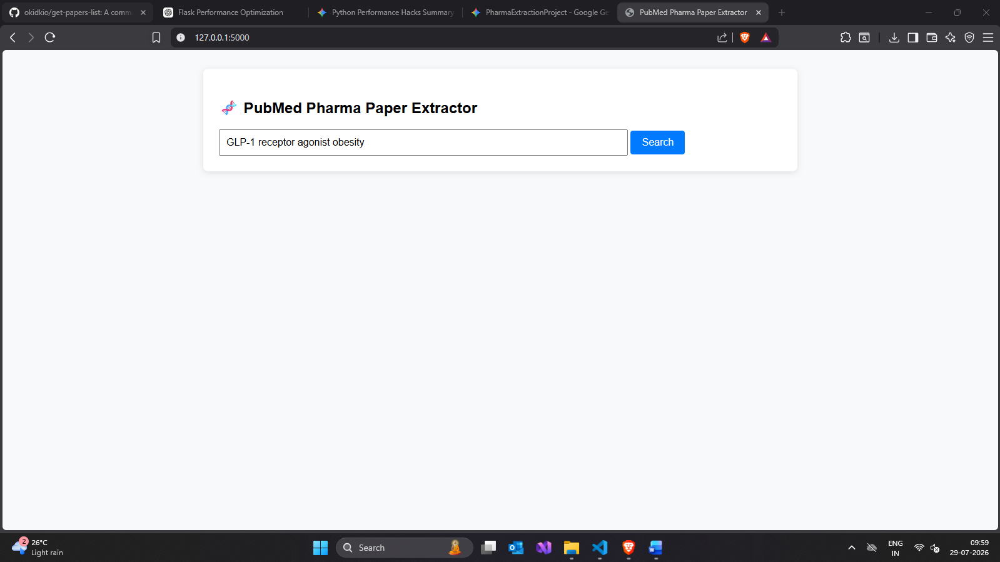 okidkio/get-papers-list: A comm
Flask Performance Optimization
Python Performance Hacks Summary
PharmaExtractionProject - Google Ge
PubMed Pharma Paper Extractor
127.0.0.1:5000
PubMed Pharma Paper Extractor
GLP-1 receptor agonist obesity
Search
2
26°C
Light rain
Search
ENG
IN
09:59
29-07-2026